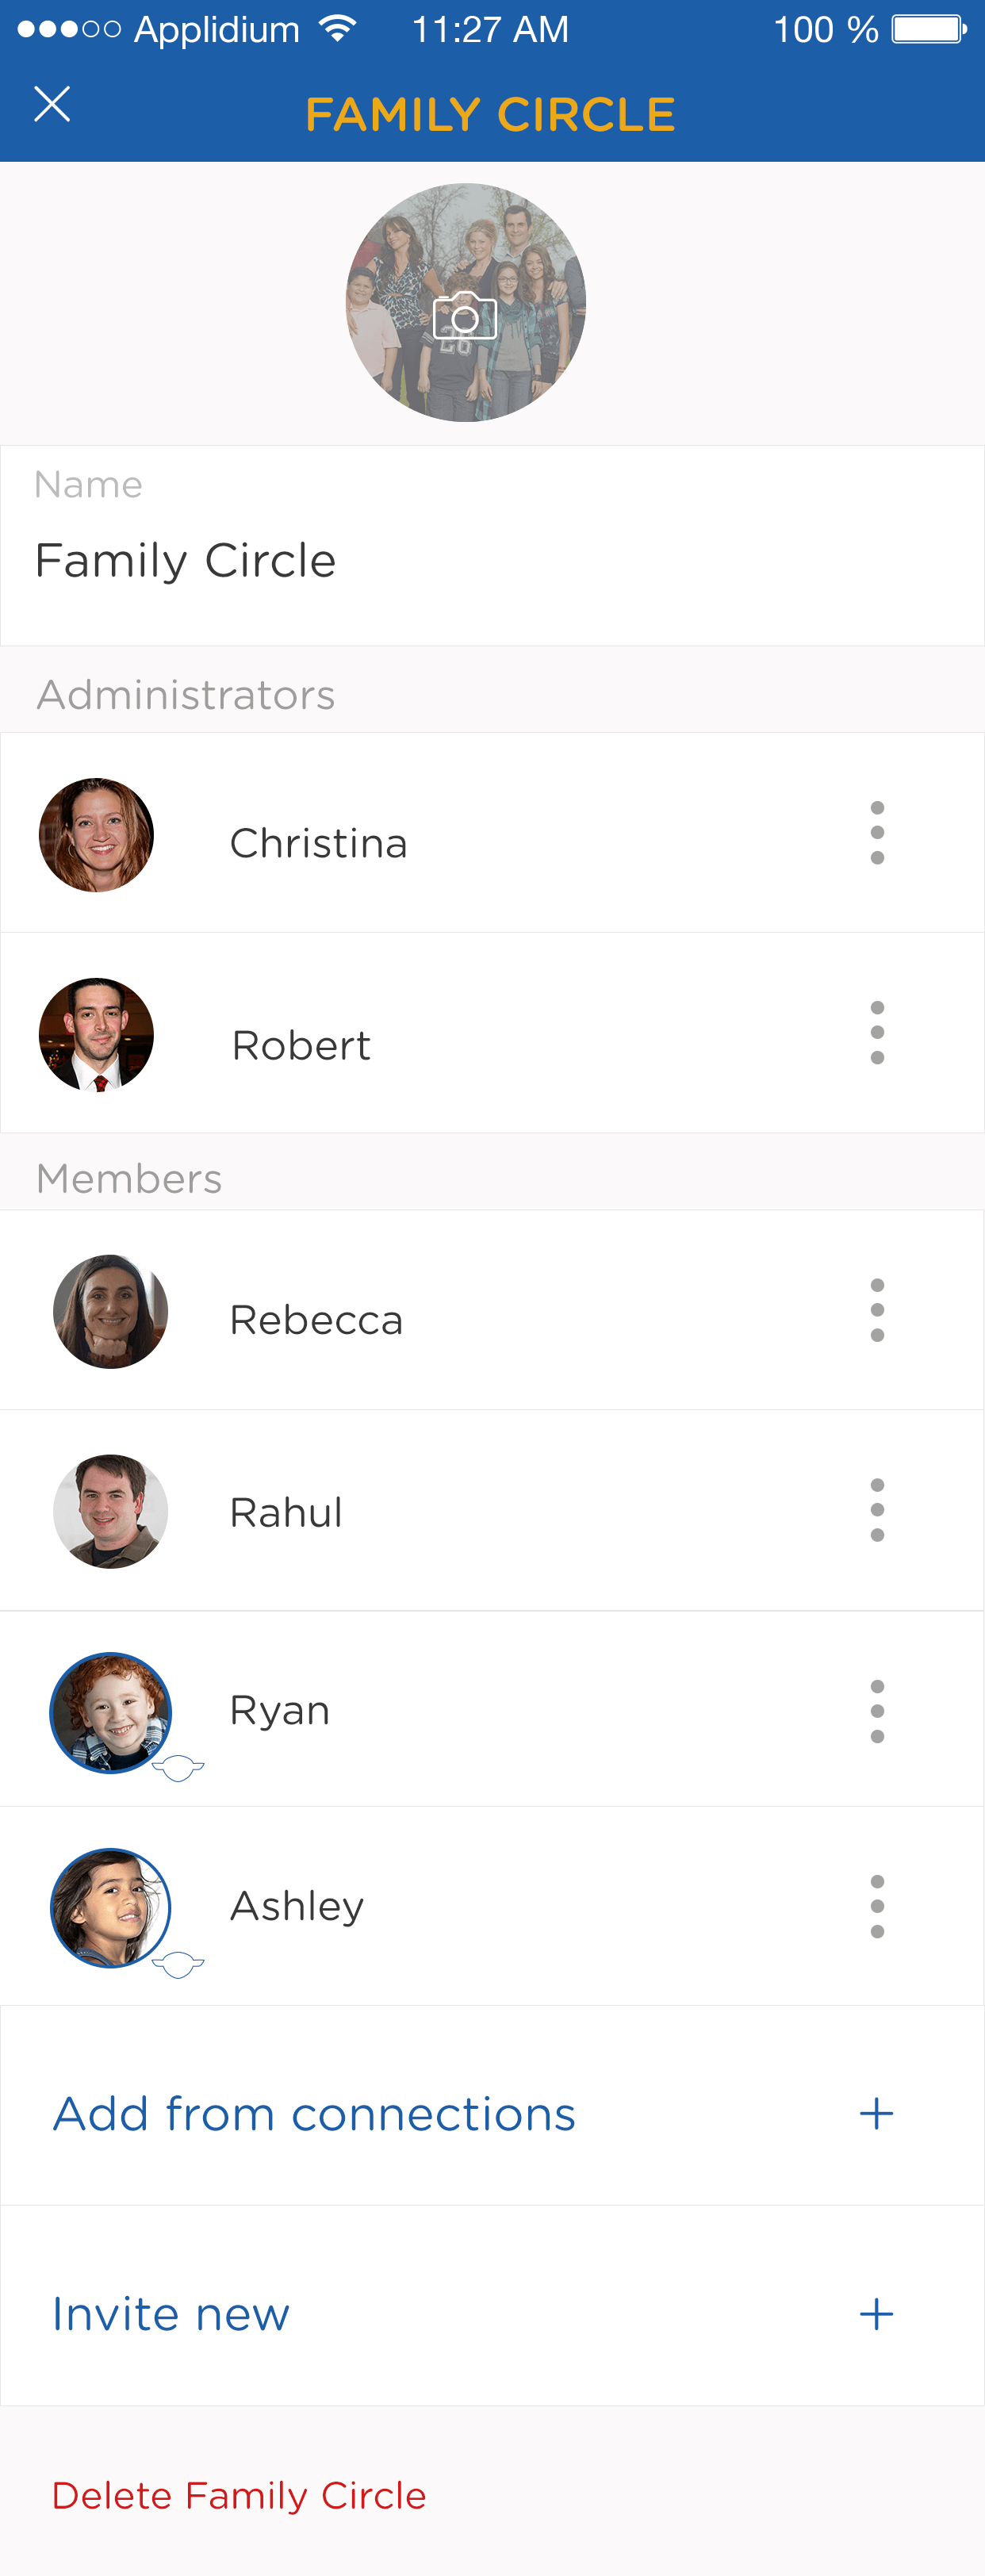 Applidium 11:27 AM 100 %
FAMILY CIRCLE
26
Name
Family Circle
Administrators
Christina
Robert
Members
Rebecca
Rahul
Ryan
Ashley
Add from connections
Invite new
Delete Family Circle